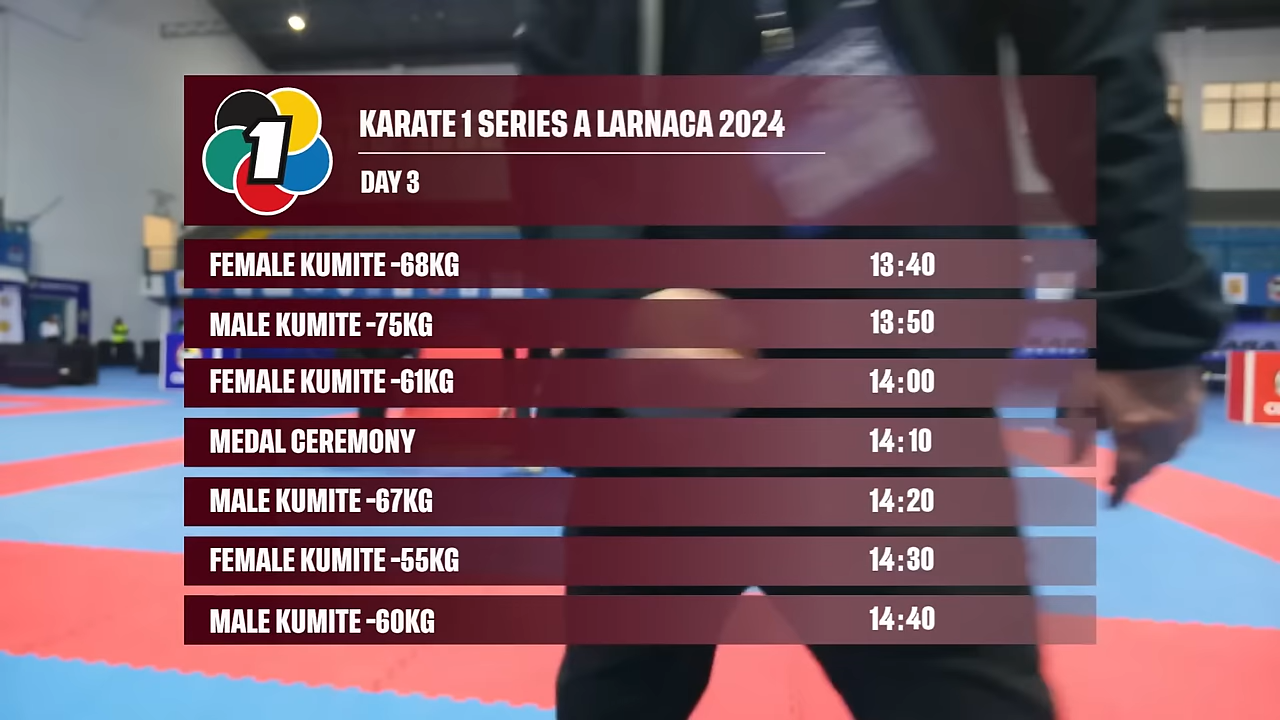 1
KARATE 1 SERIES A LARNACA 2024
DAY 3
FEMALE KUMITE -68KG 13:40
MALE KUMITE -75KG 13:50
FEMALE KUMITE -61KG 14:00
MEDAL CEREMONY 14:10
MALE KUMITE -67KG 14:20
FEMALE KUMITE -55KG 14:30
MALE KUMITE -60KG 14:40